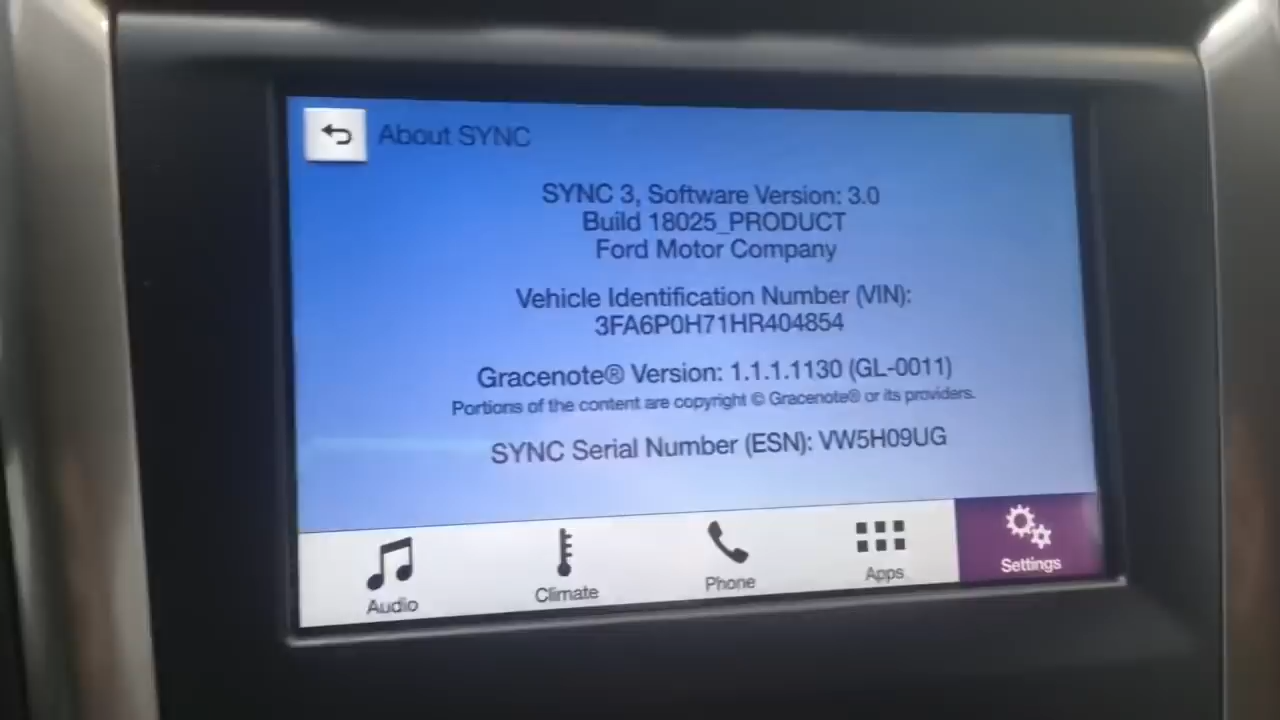 About SYNC
SYNC 3, Software Version: 3.0
Build 18025_PRODUCT
Ford Motor Company
Vehicle Identification Number (VIN):
3FA6P0H71HR404854
Gracenote® Version: 1.1.1.1130 (GL-0011)
Portions of the content are copyright © Gracenote® or its providers.
SYNC Serial Number (ESN): VW5H09UG
Audio
Climate
Phone
Apps
Settings